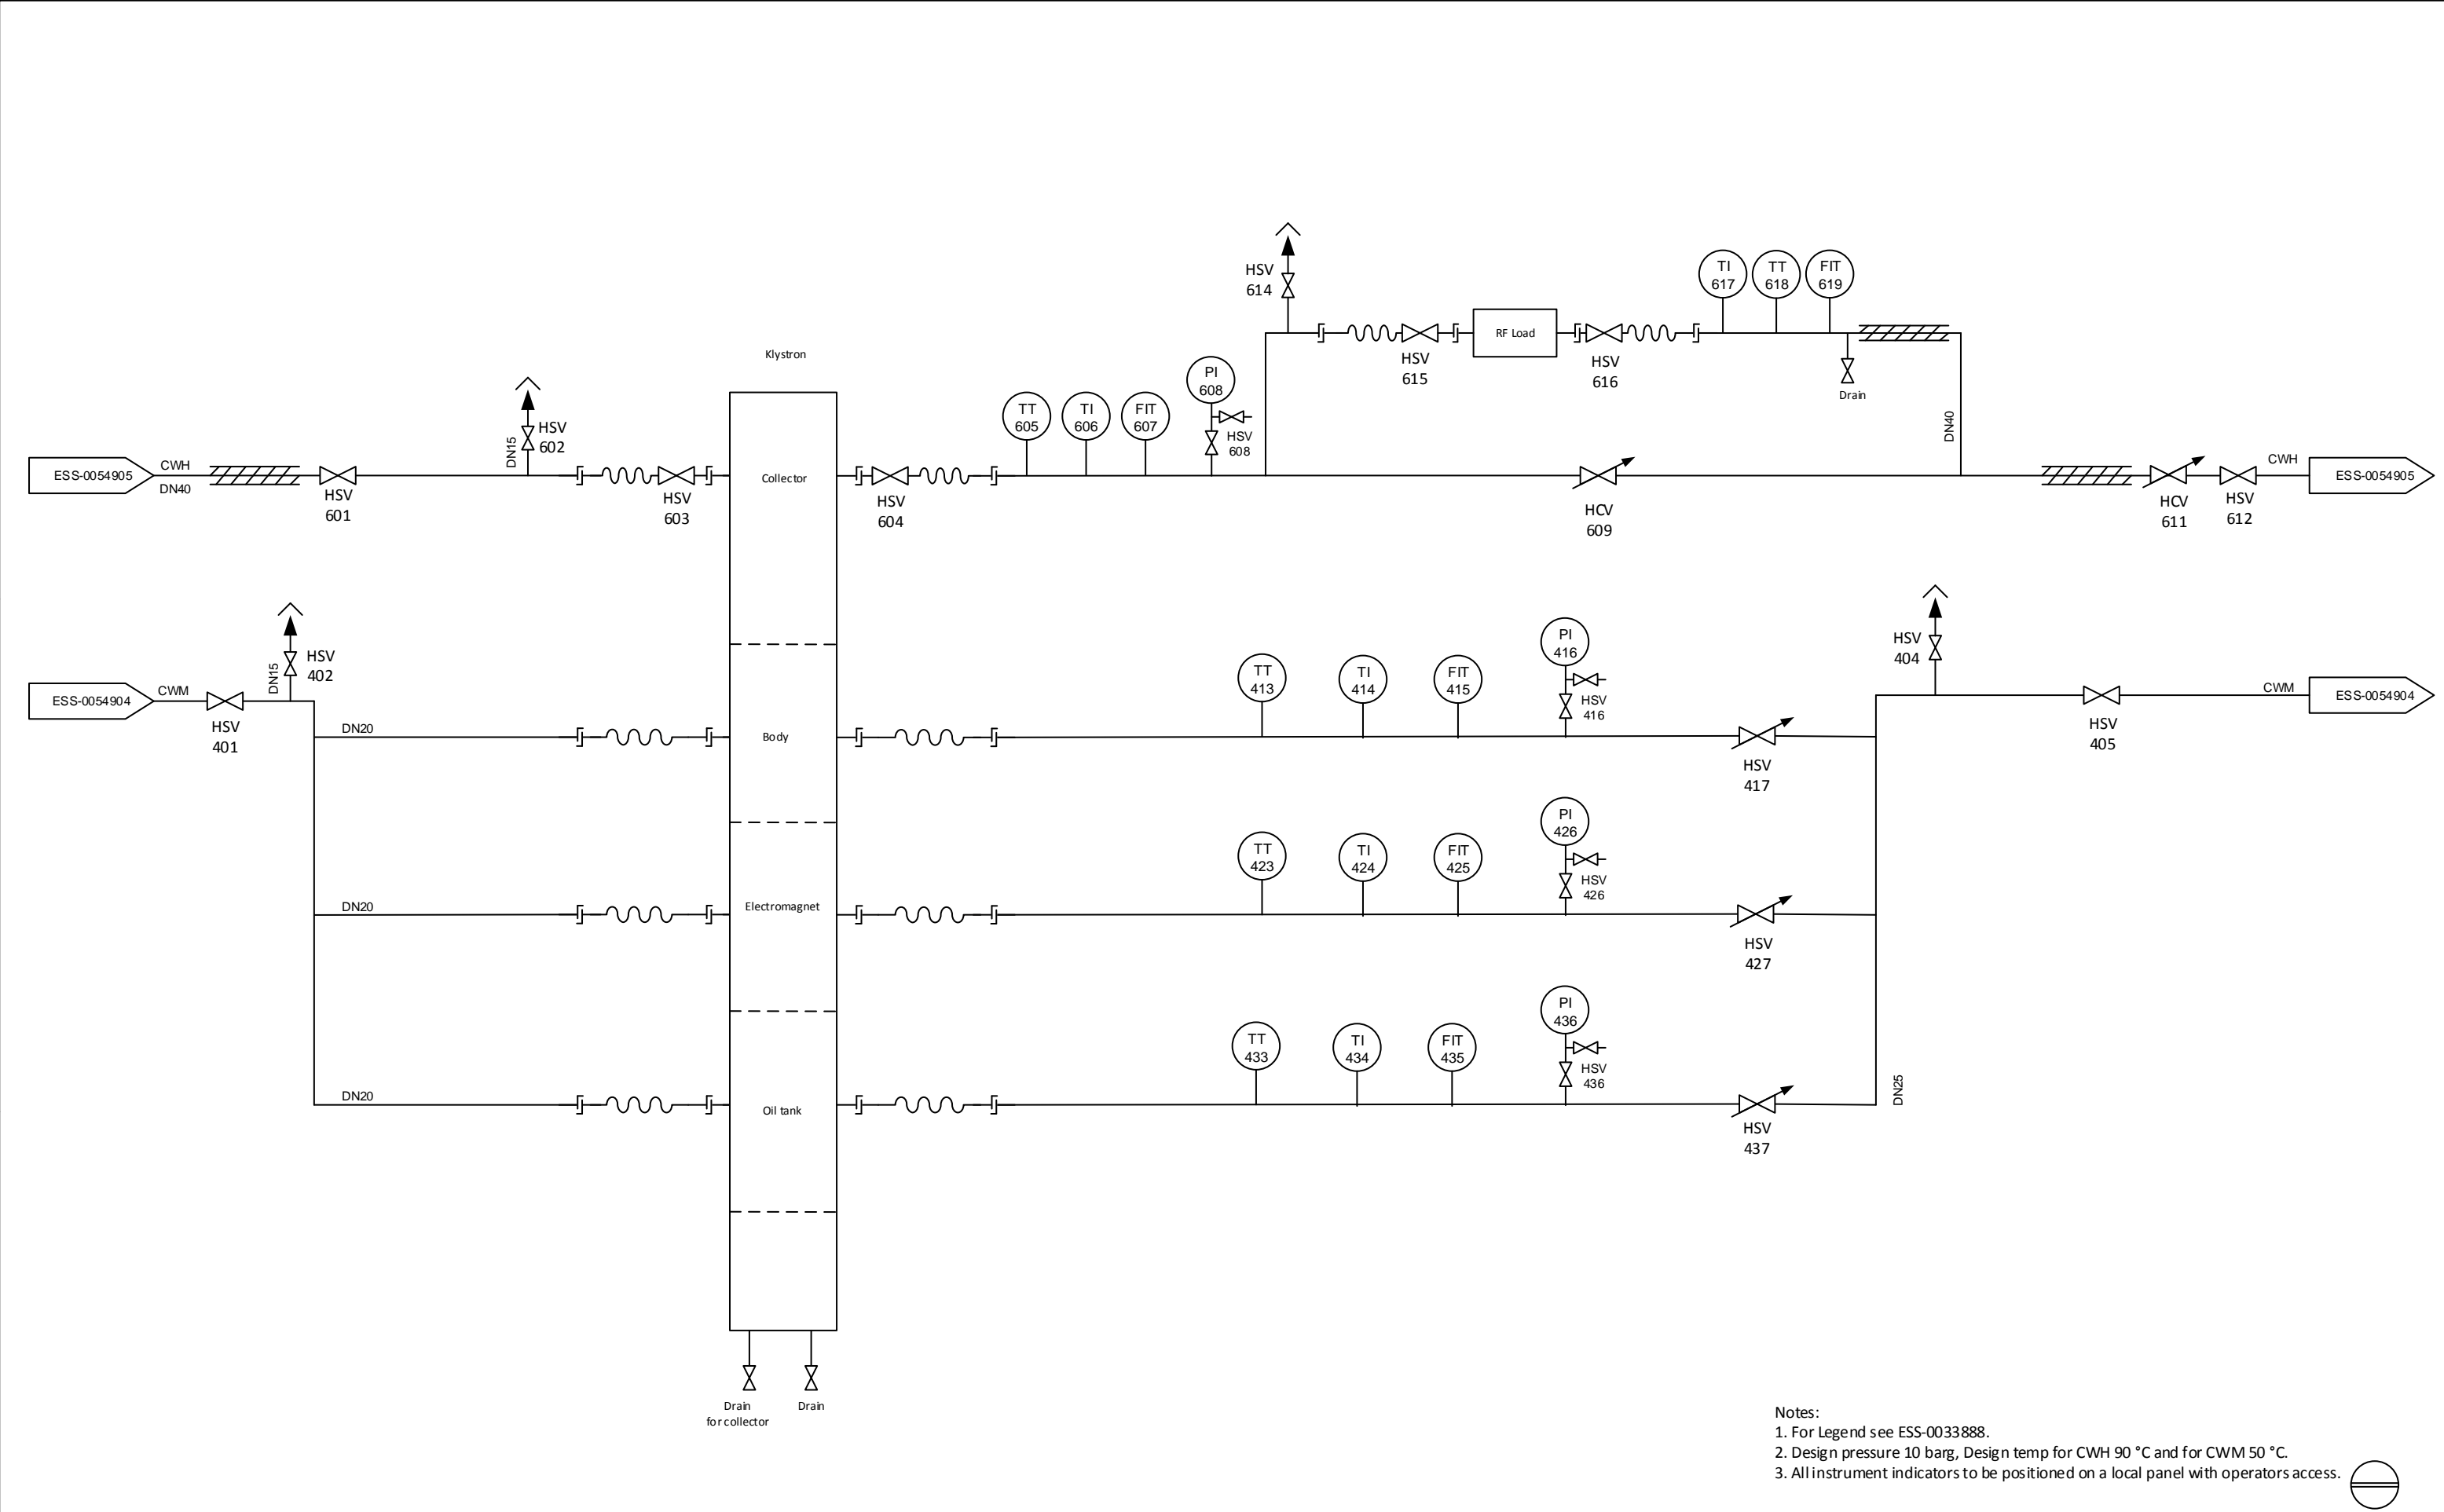 HSV
614
TI
617
TT
618
FIT
619
RF Load
HSV
615
HSV
616
Drain
Klystron
PI
608
HSV
608
TT
605
TI
606
FIT
607
DN15
HSV
602
DN40
ESS-0054905
CWH
DN40
HSV
601
HSV
603
Collector
HSV
604
HCV
609
HCV
611
HSV
612
CWH
ESS-0054905
HSV
402
DN15
ESS-0054904
CWM
HSV
401
DN20
Body
TT
413
TI
414
FIT
415
PI
416
HSV
416
HSV
417
HSV
404
HSV
405
CWM
ESS-0054904
DN20
Electromagnet
TT
423
TI
424
FIT
425
PI
426
HSV
426
HSV
427
DN20
Oil tank
TT
433
TI
434
FIT
435
PI
436
HSV
436
HSV
437
DN25
Drain
for collector
Drain
Notes:
1. For Legend see ESS-0033888.
2. Design pressure 10 barg, Design temp for CWH 90 °C and for CWM 50 °C.
3. All instrument indicators to be positioned on a local panel with operators access.